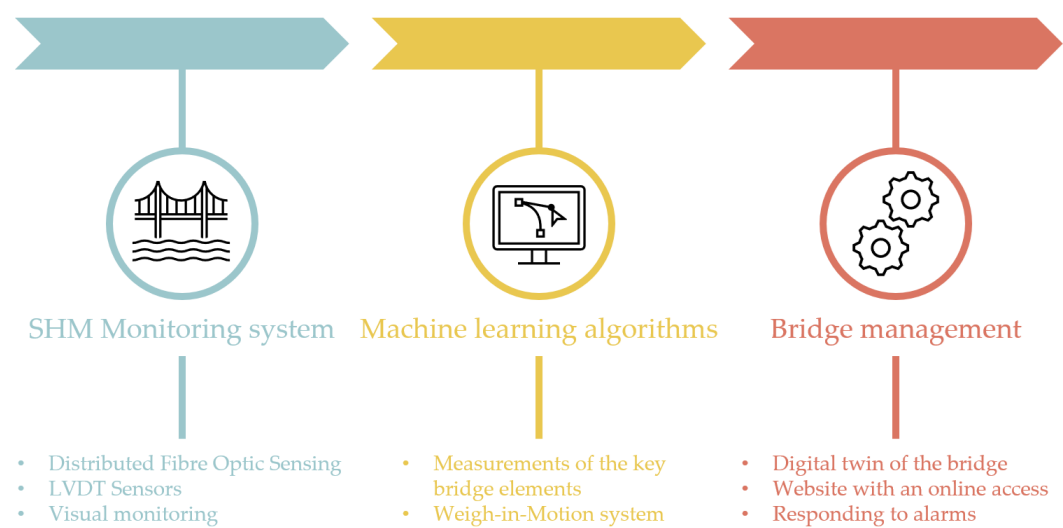 SHM Monitoring system
Machine learning algorithms
Bridge management
• Distributed Fibre Optic Sensing
• LVDT Sensors
• Visual monitoring
• Measurements of the key
bridge elements
• Weigh-in-Motion system
• Digital twin of the bridge
• Website with an online access
• Responding to alarms